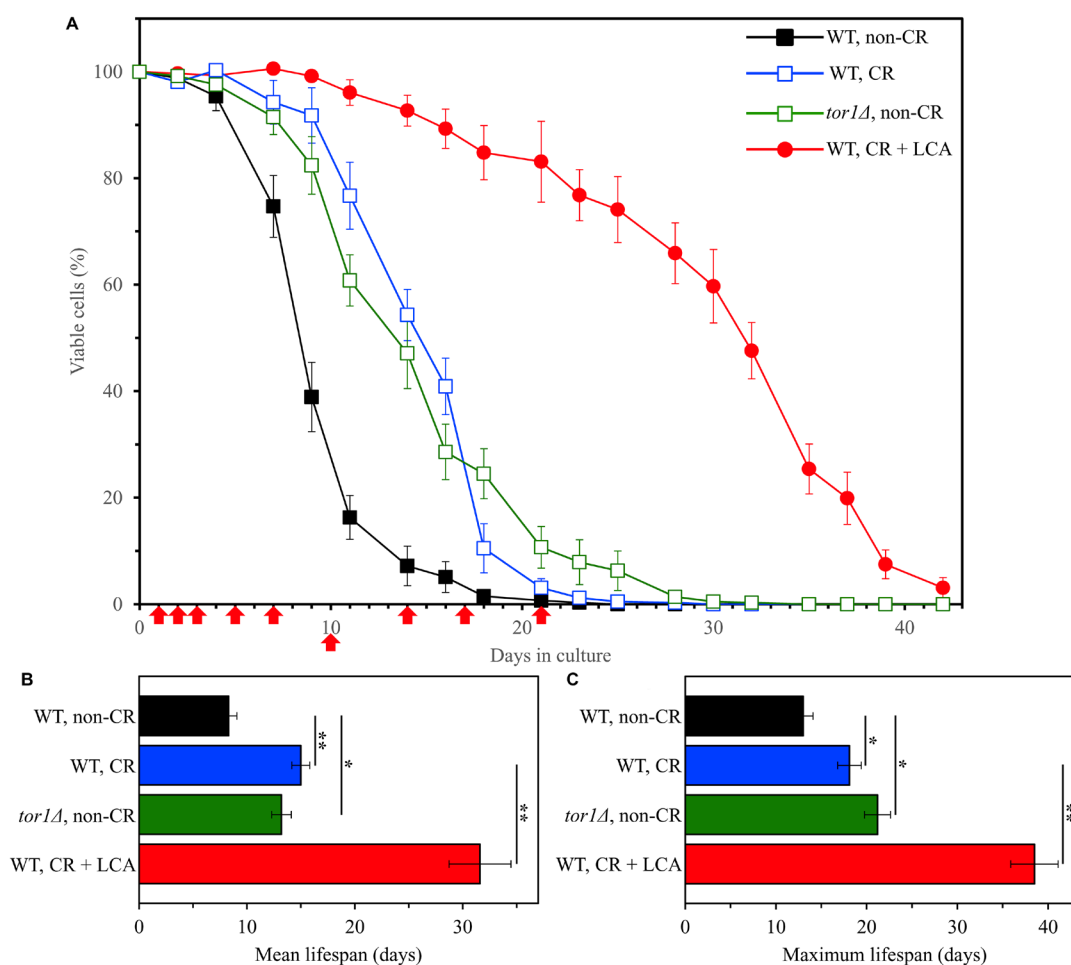 A
WT, non-CR
WT, CR
tor1Δ, non-CR
WT, CR + LCA
Viable cells (%)
100
80
60
40
20
0
0 10 20 30 40
Days in culture
B
WT, non-CR
WT, CR
tor1Δ, non-CR
WT, CR + LCA
**
*
**
0 10 20 30
Mean lifespan (days)
C
WT, non-CR
WT, CR
tor1Δ, non-CR
WT, CR + LCA
*
*
**
0 10 20 30 40
Maximum lifespan (days)